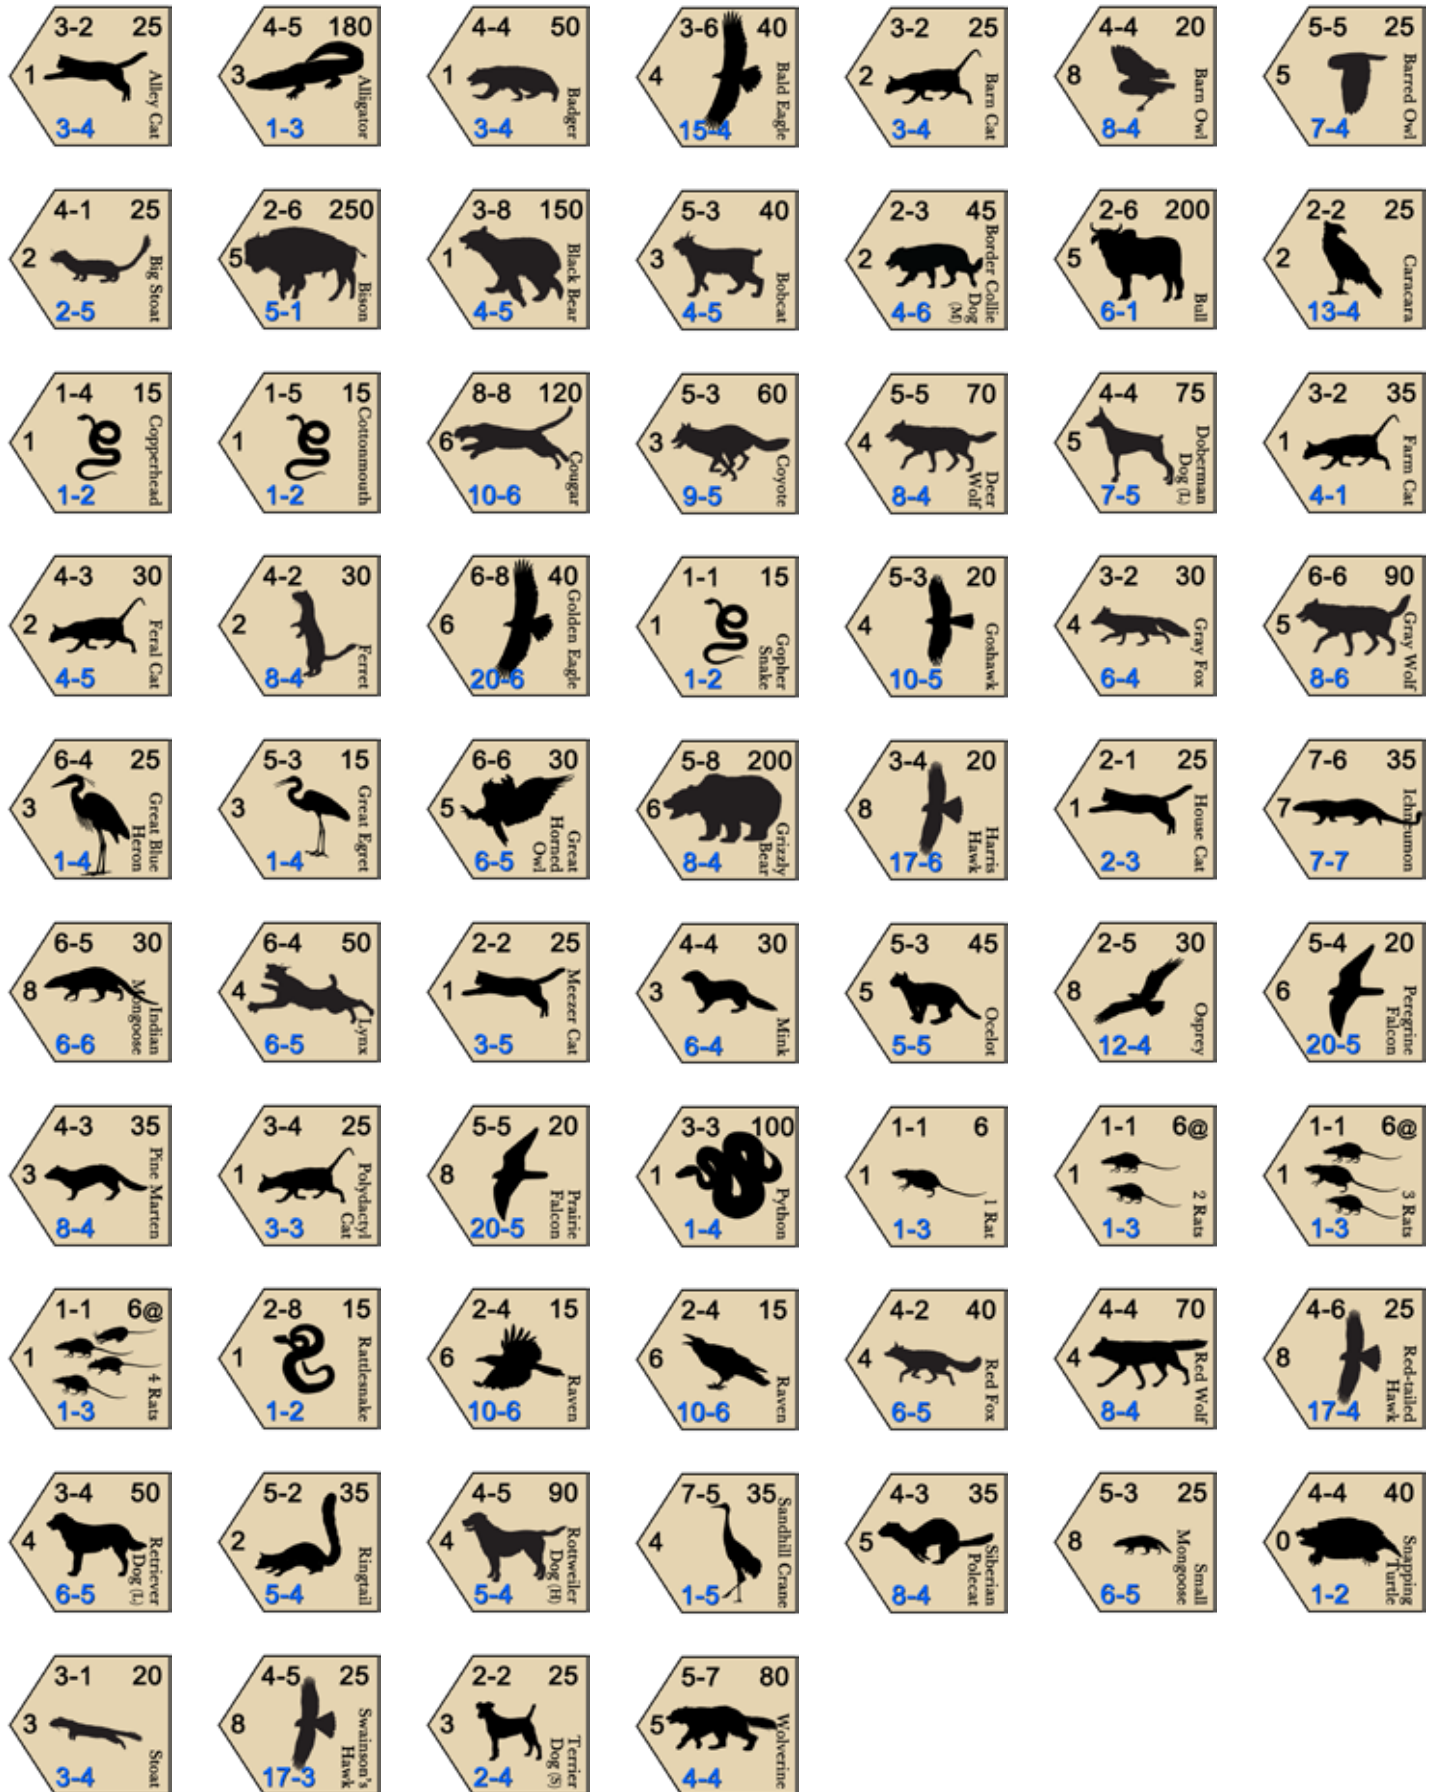 3-2 25
1 Alley Cat
3-4
4-5 180
3 Alligator
1-3
4-4 50
1 Badger
3-4
3-6 40
4 Bald Eagle
15-4
3-2 25
2 Barn Cat
3-4
4-4 20
8 Barn Owl
8-4
5-5 25
5 Barred Owl
7-4
4-1 25
2 Big Stoat
2-5
2-6 250
5 Bison
5-1
3-8 150
1 Black Bear
4-5
5-3 40
3 Bobcat
4-5
2-3 45
2 Border Collie
Dog
(M)
4-6
2-6 200
5 Bull
6-1
2-2 25
2 Caracara
13-4
1-4 15
1 Copperhead
1-2
1-5 15
1 Cottonmouth
1-2
8-8 120
6 Cougar
10-6
5-3 60
3 Coyote
9-5
5-5 70
4 Deer
Wolf
8-4
4-4 75
5 Doberman
Dog (L)
7-5
3-2 35
1 Farm Cat
4-1
4-3 30
2 Feral Cat
4-5
4-2 30
2 Ferret
8-4
6-8 40
6 Golden Eagle
20-6
1-1 15
1 Gopher
Snake
1-2
5-3 20
4 Goshawk
10-5
3-2 30
4 Gray Fox
6-4
6-6 90
5 Gray Wolf
8-6
6-4 25
3 Great Blue
Heron
1-4
5-3 15
3 Great Egret
1-4
6-6 30
5 Great
Horned
Owl
6-5
5-8 200
6 Grizzly
Bear
8-4
3-4 20
8 Harris
Hawk
17-6
2-1 25
1 House Cat
2-3
7-6 35
7 Ichneumon
7-7
6-5 30
8 Indian
Mongoose
6-6
6-4 50
4 Lynx
6-5
2-2 25
1 Meezer Cat
3-5
4-4 30
3 Mink
6-4
5-3 45
5 Ocelot
5-5
2-5 30
8 Osprey
12-4
5-4 20
6 Peregrine
Falcon
20-5
4-3 35
3 Pine Marten
8-4
3-4 25
1 Polydactyl
Cat
3-3
5-5 20
8 Prairie
Falcon
20-5
3-3 100
1 Python
1-4
1-1 6
1 1 Rat
1-3
1-1 6@
1 2 Rats
1-3
1-1 6@
1 3 Rats
1-3
1-1 6@
1 4 Rats
1-3
2-8 15
1 Rattlesnake
1-2
2-4 15
6 Raven
10-6
2-4 15
6 Raven
10-6
4-2 40
4 Red Fox
6-5
4-4 70
4 Red Wolf
8-4
4-6 25
8 Red-tailed
Hawk
17-4
3-4 50
4 Retriever
Dog (L)
6-5
5-2 35
2 Ringtail
5-4
4-5 90
4 Rottweiler
Dog (H)
5-4
7-5 35
4 Sandhill Crane
1-5
4-3 35
5 Siberian
Polecat
8-4
5-3 25
8 Small
Mongoose
6-5
4-4 40
0 Snapping
Turtle
1-2
3-1 20
3 Stoat
3-4
4-5 25
8 Swainson's
Hawk
17-3
2-2 25
3 Terrier
Dog (S)
2-4
5-7 80
5 Wolverine
4-4